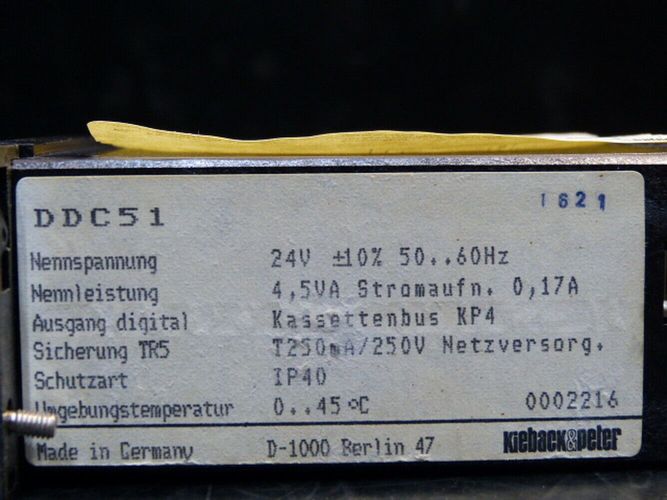 1621
DDC51
Nennspannung 24V ±10% 50..60Hz
Nennleistung 4,5VA Stromaufn. 0,17A
Ausgang digital Kassettenbus KP4
Sicherung TR5 T250mA/250V Netzversorg.
Schutzart IP40
Umgebungstemperatur 0..45°C 0002216
Made in Germany D-1000 Berlin 47 Kieback&peter